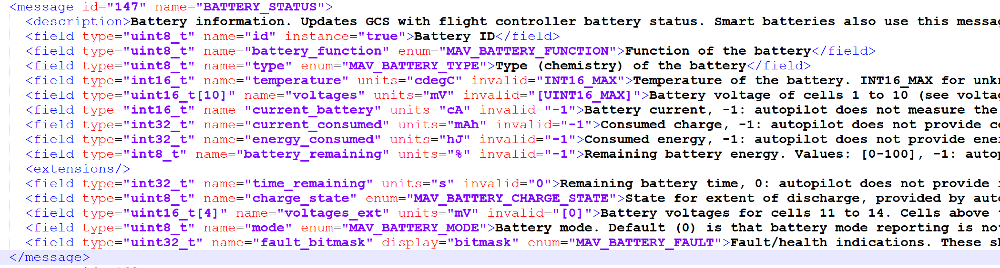 <message id="147" name="BATTERY_STATUS">
<description>Battery information. Updates GCS with flight controller battery status. Smart batteries also use this
<field type="uint8_t" name="id" instance="true">Battery ID</field>
<field type="uint8_t" name="battery_function" enum="MAV_BATTERY_FUNCTION">Function of the battery</field>
<field type="uint8_t" name="type" enum="MAV_BATTERY_TYPE">Type (chemistry) of the battery</field>
<field type="int16_t" name="temperature" units="cdegC" invalid="INT16_MAX">Temperature of the battery. INT16_MAX for
<field type="uint16_t[10]" name="voltages" units="mV" invalid="[UINT16_MAX]">Battery voltage of cells 1 to 10 (see
<field type="int16_t" name="current_battery" units="cA" invalid="-1">Battery current, -1: autopilot does not measure the
<field type="int32_t" name="current_consumed" units="mAh" invalid="-1">Consumed charge, -1: autopilot does not provide
<field type="int32_t" name="energy_consumed" units="hJ" invalid="-1">Consumed energy, -1: autopilot does not provide
<field type="int8_t" name="battery_remaining" units="%" invalid="-1">Remaining battery energy. Values: [0-100], -1:
<extensions/>
<field type="int32_t" name="time_remaining" units="s" invalid="0">Remaining battery time, 0: autopilot does not provide
<field type="uint8_t" name="charge_state" enum="MAV_BATTERY_CHARGE_STATE">State for extent of discharge, provided by
<field type="uint16_t[4]" name="voltages_ext" units="mV" invalid="[0]">Battery voltages for cells 11 to 14. Cells above
<field type="uint8_t" name="mode" enum="MAV_BATTERY_MODE">Battery mode. Default (0) is that battery mode reporting is
<field type="uint32_t" name="fault_bitmask" display="bitmask" enum="MAV_BATTERY_FAULT">Fault/health indications. These
</message>